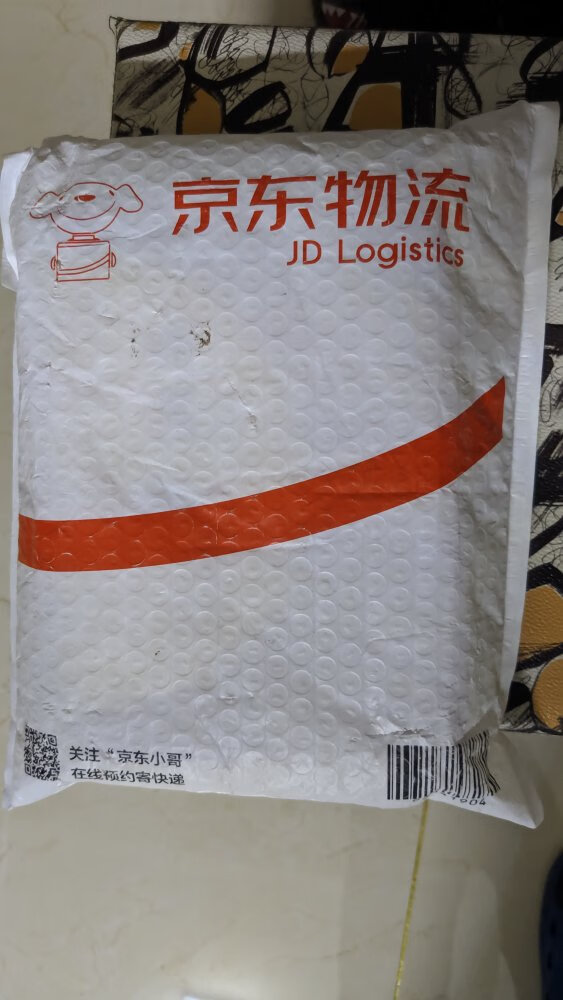 京东物流
JD Logistics
关注“京东小哥”
在线预约寄快递